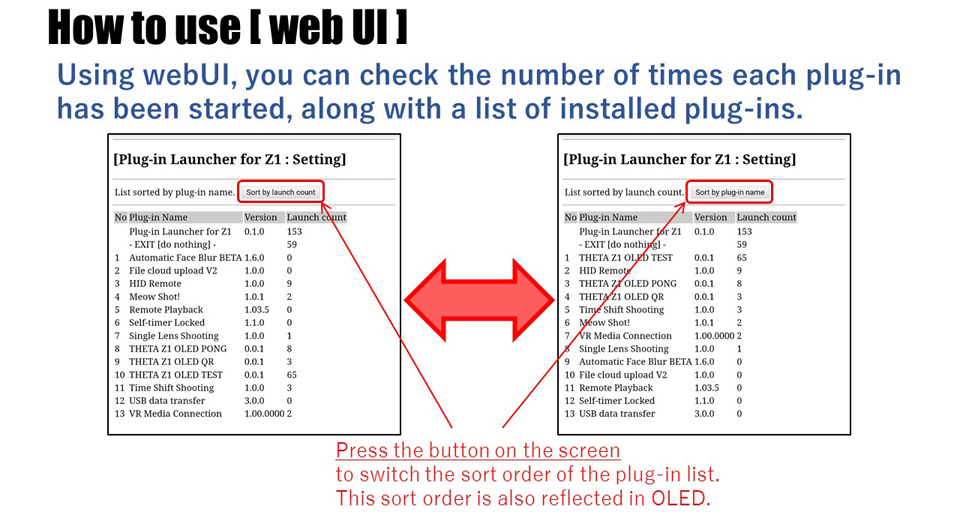 How to use [ web UI ]
Using webUI, you can check the number of times each plug-in
has been started, along with a list of installed plug-ins.
[Plug-in Launcher for Z1 : Setting]
List sorted by plug-in name. Sort by launch count
No Plug-in Name Version Launch count
Plug-in Launcher for Z1 0.1.0 153
- EXIT [do nothing] - 59
1 Automatic Face Blur BETA 1.6.0 0
2 File cloud upload V2 1.0.0 0
3 HID Remote 1.0.0 9
4 Meow Shot! 1.0.1 2
5 Remote Playback 1.03.5 0
6 Self-timer Locked 1.1.0 0
7 Single Lens Shooting 1.0.0 1
8 THETA Z1 OLED PONG 0.0.1 8
9 THETA Z1 OLED QR 0.0.1 3
10 THETA Z1 OLED TEST 0.0.1 65
11 Time Shift Shooting 1.0.0 3
12 USB data transfer 3.0.0 0
13 VR Media Connection 1.00.0000 2
[Plug-in Launcher for Z1 : Setting]
List sorted by launch count. Sort by plug-in name
No Plug-in Name Version Launch count
Plug-in Launcher for Z1 0.1.0 153
- EXIT [do nothing] - 59
1 THETA Z1 OLED TEST 0.0.1 65
2 HID Remote 1.0.0 9
3 THETA Z1 OLED PONG 0.0.1 8
4 THETA Z1 OLED QR 0.0.1 3
5 Time Shift Shooting 1.0.0 3
6 Meow Shot! 1.0.1 2
7 VR Media Connection 1.00.0000 2
8 Single Lens Shooting 1.0.0 1
9 Automatic Face Blur BETA 1.6.0 0
10 File cloud upload V2 1.0.0 0
11 Remote Playback 1.03.5 0
12 Self-timer Locked 1.1.0 0
13 USB data transfer 3.0.0 0
Press the button on the screen
to switch the sort order of the plug-in list.
This sort order is also reflected in OLED.